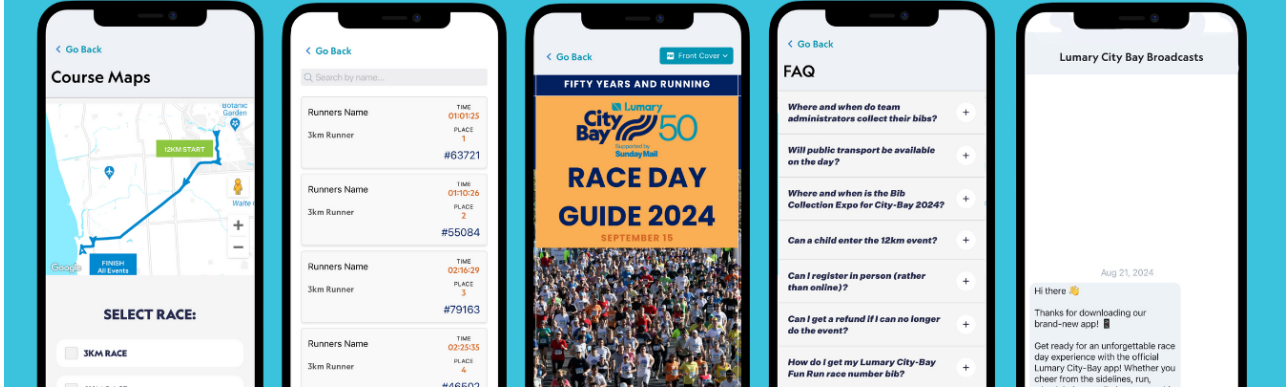 < Go Back
Course Maps
Botanic
Garden
12KM START
Waite
Google
FINISH
All Events
SELECT RACE:
3KM RACE
< Go Back
Search by name...
Runners Name
TIME
01:01:25
3km Runner
PLACE
1
#63721
Runners Name
TIME
01:10:26
3km Runner
PLACE
2
#55084
Runners Name
TIME
02:16:29
3km Runner
PLACE
3
#79163
Runners Name
TIME
02:25:35
3km Runner
PLACE
4
#46502
< Go Back
Front Cover
FIFTY YEARS AND RUNNING
Lumary
City
Bay 50
Supported by
Sunday Mail
RACE DAY
GUIDE 2024
SEPTEMBER 15
< Go Back
FAQ
Where and when do team
administrators collect their bibs?
Will public transport be available
on the day?
Where and when is the Bib
Collection Expo for City-Bay 2024?
Can a child enter the 12km event?
Can I register in person (rather
than online)?
Can I get a refund if I can no longer
do the event?
How do I get my Lumary City-Bay
Fun Run race number bib?
Lumary City Bay Broadcasts
Aug 21, 2024
Hi there 👋
Thanks for downloading our
brand-new app! 📱
Get ready for an unforgettable race
day experience with the official
Lumary City-Bay app! Whether you
cheer from the sidelines, run,